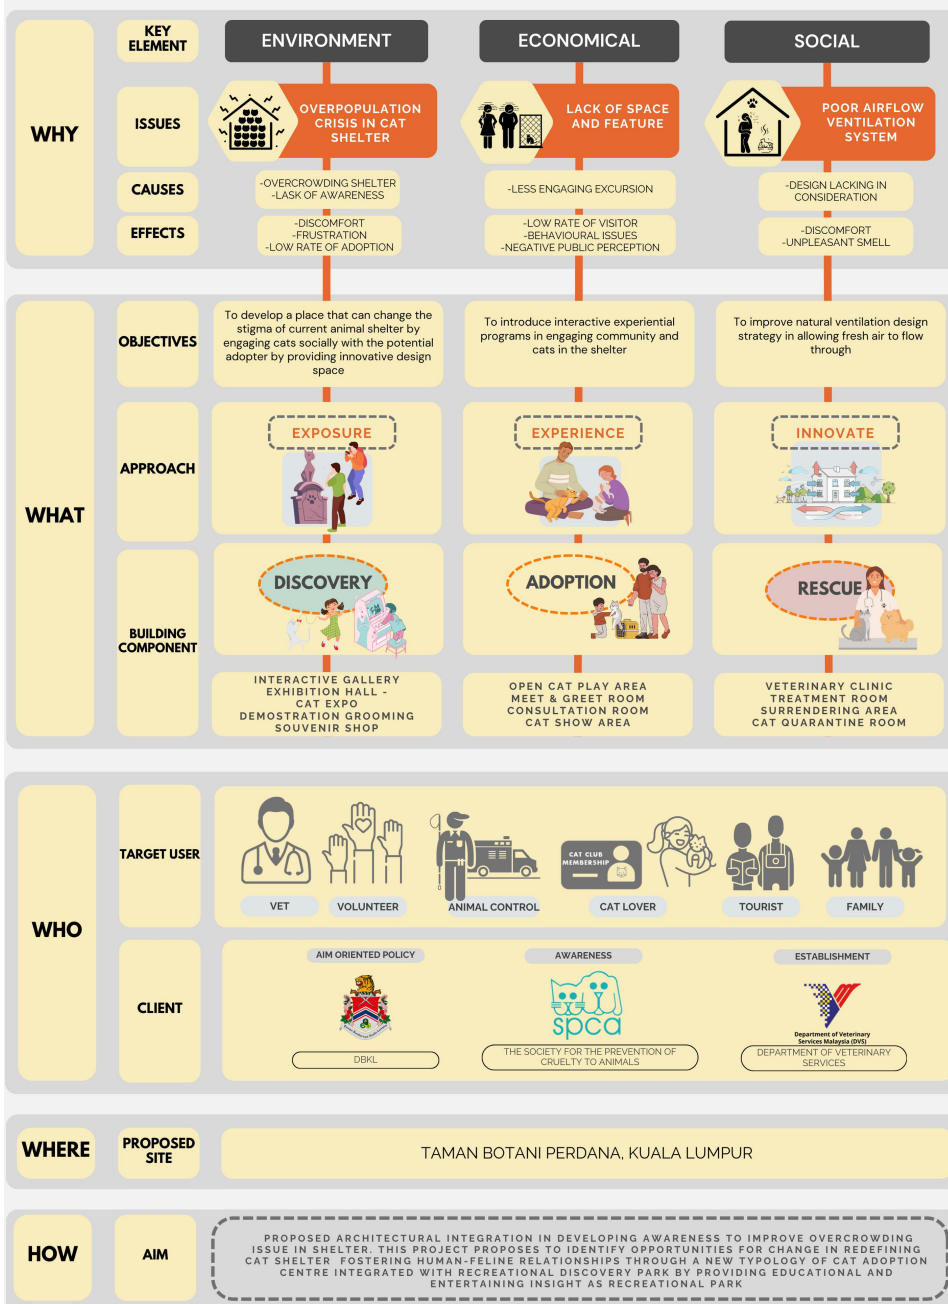 WHY
KEY
ELEMENT
ENVIRONMENT
ECONOMICAL
SOCIAL
ISSUES
OVERPOPULATION
CRISIS IN CAT
SHELTER
LACK OF SPACE
AND FEATURE
POOR AIRFLOW
VENTILATION
SYSTEM
CAUSES
-OVERCROWDING SHELTER
-LASK OF AWARENESS
-LESS ENGAGING EXCURSION
-DESIGN LACKING IN
CONSIDERATION
EFFECTS
-DISCOMFORT
-FRUSTRATION
-LOW RATE OF ADOPTION
-LOW RATE OF VISITOR
-BEHAVIOURAL ISSUES
-NEGATIVE PUBLIC PERCEPTION
-DISCOMFORT
-UNPLEASANT SMELL
WHAT
OBJECTIVES
To develop a place that can change the
stigma of current animal shelter by
engaging cats socially with the potential
adopter by providing innovative design
space
To introduce interactive experiential
programs in engaging community and
cats in the shelter
To improve natural ventilation design
strategy in allowing fresh air to flow
through
APPROACH
EXPOSURE
EXPERIENCE
INNOVATE
BUILDING
COMPONENT
DISCOVERY
ADOPTION
RESCUE
INTERACTIVE GALLERY
EXHIBITION HALL -
CAT EXPO
DEMOSTRATION GROOMING
SOUVENIR SHOP
OPEN CAT PLAY AREA
MEET & GREET ROOM
CONSULTATION ROOM
CAT SHOW AREA
VETERINARY CLINIC
TREATMENT ROOM
SURRENDERING AREA
CAT QUARANTINE ROOM
WHO
TARGET USER
CAT CLUB
MEMBERSHIP
VET
VOLUNTEER
ANIMAL CONTROL
CAT LOVER
TOURIST
FAMILY
CLIENT
AIM ORIENTED POLICY
AWARENESS
ESTABLISHMENT
spca
Department of Veterinary
Services Malaysia (DVS)
DBKL
THE SOCIETY FOR THE PREVENTION OF
CRUELTY TO ANIMALS
DEPARTMENT OF VETERINARY
SERVICES
WHERE
PROPOSED
SITE
TAMAN BOTANI PERDANA, KUALA LUMPUR
HOW
AIM
PROPOSED ARCHITECTURAL INTEGRATION IN DEVELOPING AWARENESS TO IMPROVE OVERCROWDING
ISSUE IN SHELTER. THIS PROJECT PROPOSES TO IDENTIFY OPPORTUNITIES FOR CHANGE IN REDEFINING
CAT SHELTER FOSTERING HUMAN-FELINE RELATIONSHIPS THROUGH A NEW TYPOLOGY OF CAT ADOPTION
CENTRE INTEGRATED WITH RECREATIONAL DISCOVERY PARK BY PROVIDING EDUCATIONAL AND
ENTERTAINING INSIGHT AS RECREATIONAL PARK